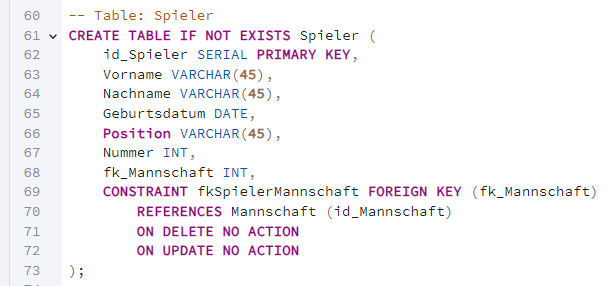 60 -- Table: Spieler
61 CREATE TABLE IF NOT EXISTS Spieler (
62 id_Spieler SERIAL PRIMARY KEY,
63 Vorname VARCHAR(45),
64 Nachname VARCHAR(45),
65 Geburtsdatum DATE,
66 Position VARCHAR(45),
67 Nummer INT,
68 fk_Mannschaft INT,
69 CONSTRAINT fkSpielerMannschaft FOREIGN KEY (fk_Mannschaft)
70 REFERENCES Mannschaft (id_Mannschaft)
71 ON DELETE NO ACTION
72 ON UPDATE NO ACTION
73 );